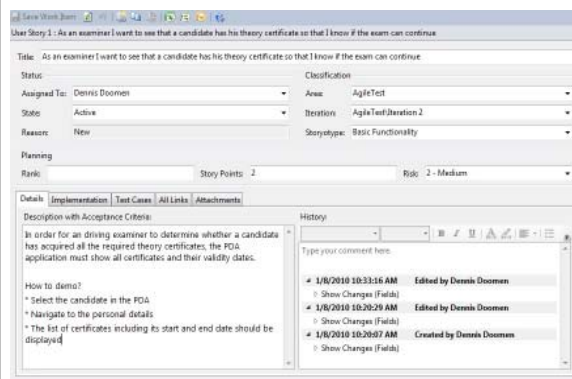 Save Work Item
User Story 1 : As an examiner I want to see that a candidate has his theory certificate so that I know if the exam can continue
Title: As an examiner I want to see that a candidate has his theory certificate so that I know if the exam can continue
Status
Classification
Assigned To: Dennis Doomen
Area: AgileTest
State: Active
Iteration: AgileTest\Iteration 2
Reason: New
Storyotype: Basic Functionality
Planning
Rank:
Story Points: 2
Risk: 2 - Medium
Details Implementation Test Cases All Links Attachments
Description with Acceptance Criteria:
In order for an driving examiner to determine whether a candidate
has acquired all the required theory certificates, the PDA
application must show all certificates and their validity dates.
How to demo?
* Select the candidate in the PDA
* Navigate to the personal details
* The list of certificates including its start and end date should be
displayed
History:
B I U A
Type your comment here.
1/8/2010 10:33:16 AM Edited by Dennis Doomen
Show Changes (Fields)
1/8/2010 10:20:29 AM Edited by Dennis Doomen
Show Changes (Fields)
1/8/2010 10:20:07 AM Created by Dennis Doomen
Show Changes (Fields)